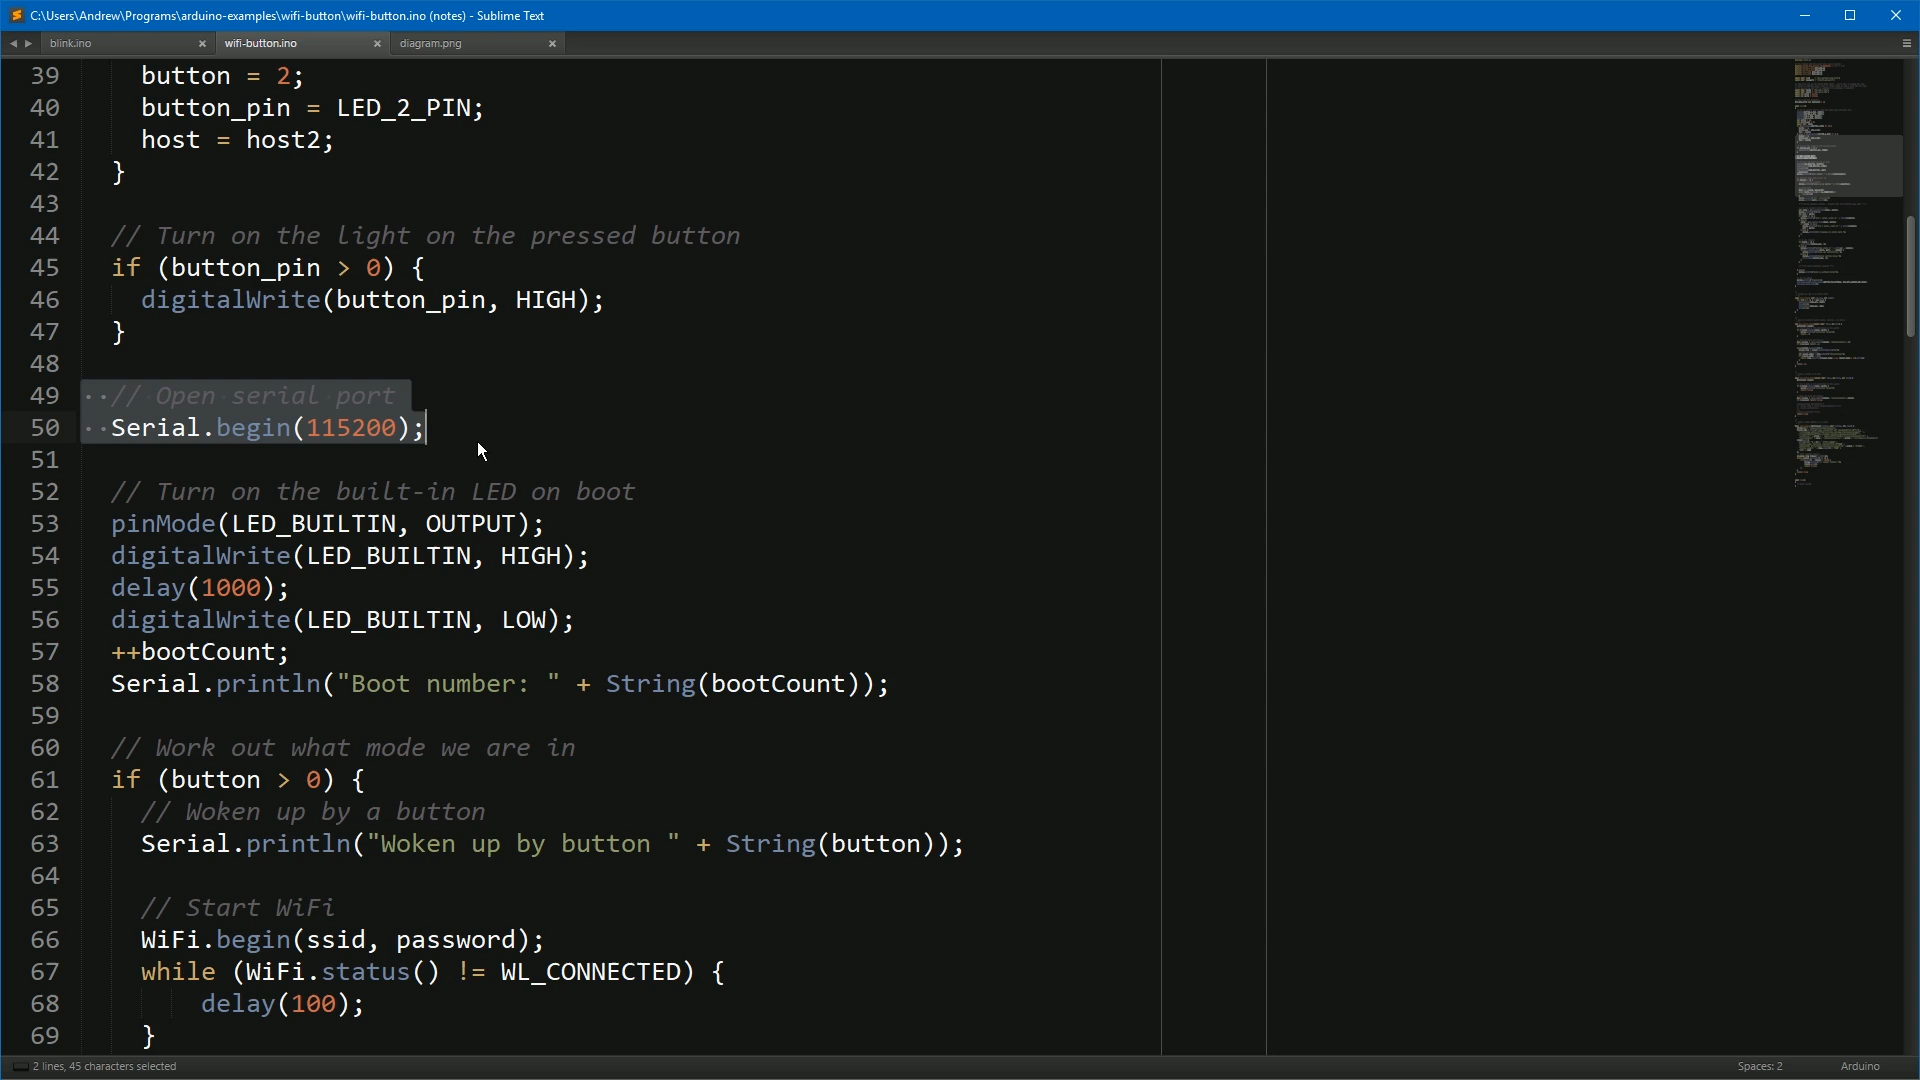 C:\Users\Andrew\Programs\arduino-examples\wifi-button\wifi-button.ino (notes) - Sublime Text
blink.ino
wifi-button.ino
diagram.png
39 button = 2;
40 button_pin = LED_2_PIN;
41 host = host2;
42 }
43
44 // Turn on the light on the pressed button
45 if (button_pin > 0) {
46 digitalWrite(button_pin, HIGH);
47 }
48
49 // Open serial port
50 Serial.begin(115200);
51
52 // Turn on the built-in LED on boot
53 pinMode(LED_BUILTIN, OUTPUT);
54 digitalWrite(LED_BUILTIN, HIGH);
55 delay(1000);
56 digitalWrite(LED_BUILTIN, LOW);
57 ++bootCount;
58 Serial.println("Boot number: " + String(bootCount));
59
60 // Work out what mode we are in
61 if (button > 0) {
62 // Woken up by a button
63 Serial.println("Woken up by button " + String(button));
64
65 // Start WiFi
66 WiFi.begin(ssid, password);
67 while (WiFi.status() != WL_CONNECTED) {
68 delay(100);
69 }
2 lines, 45 characters selected
Spaces: 2
Arduino